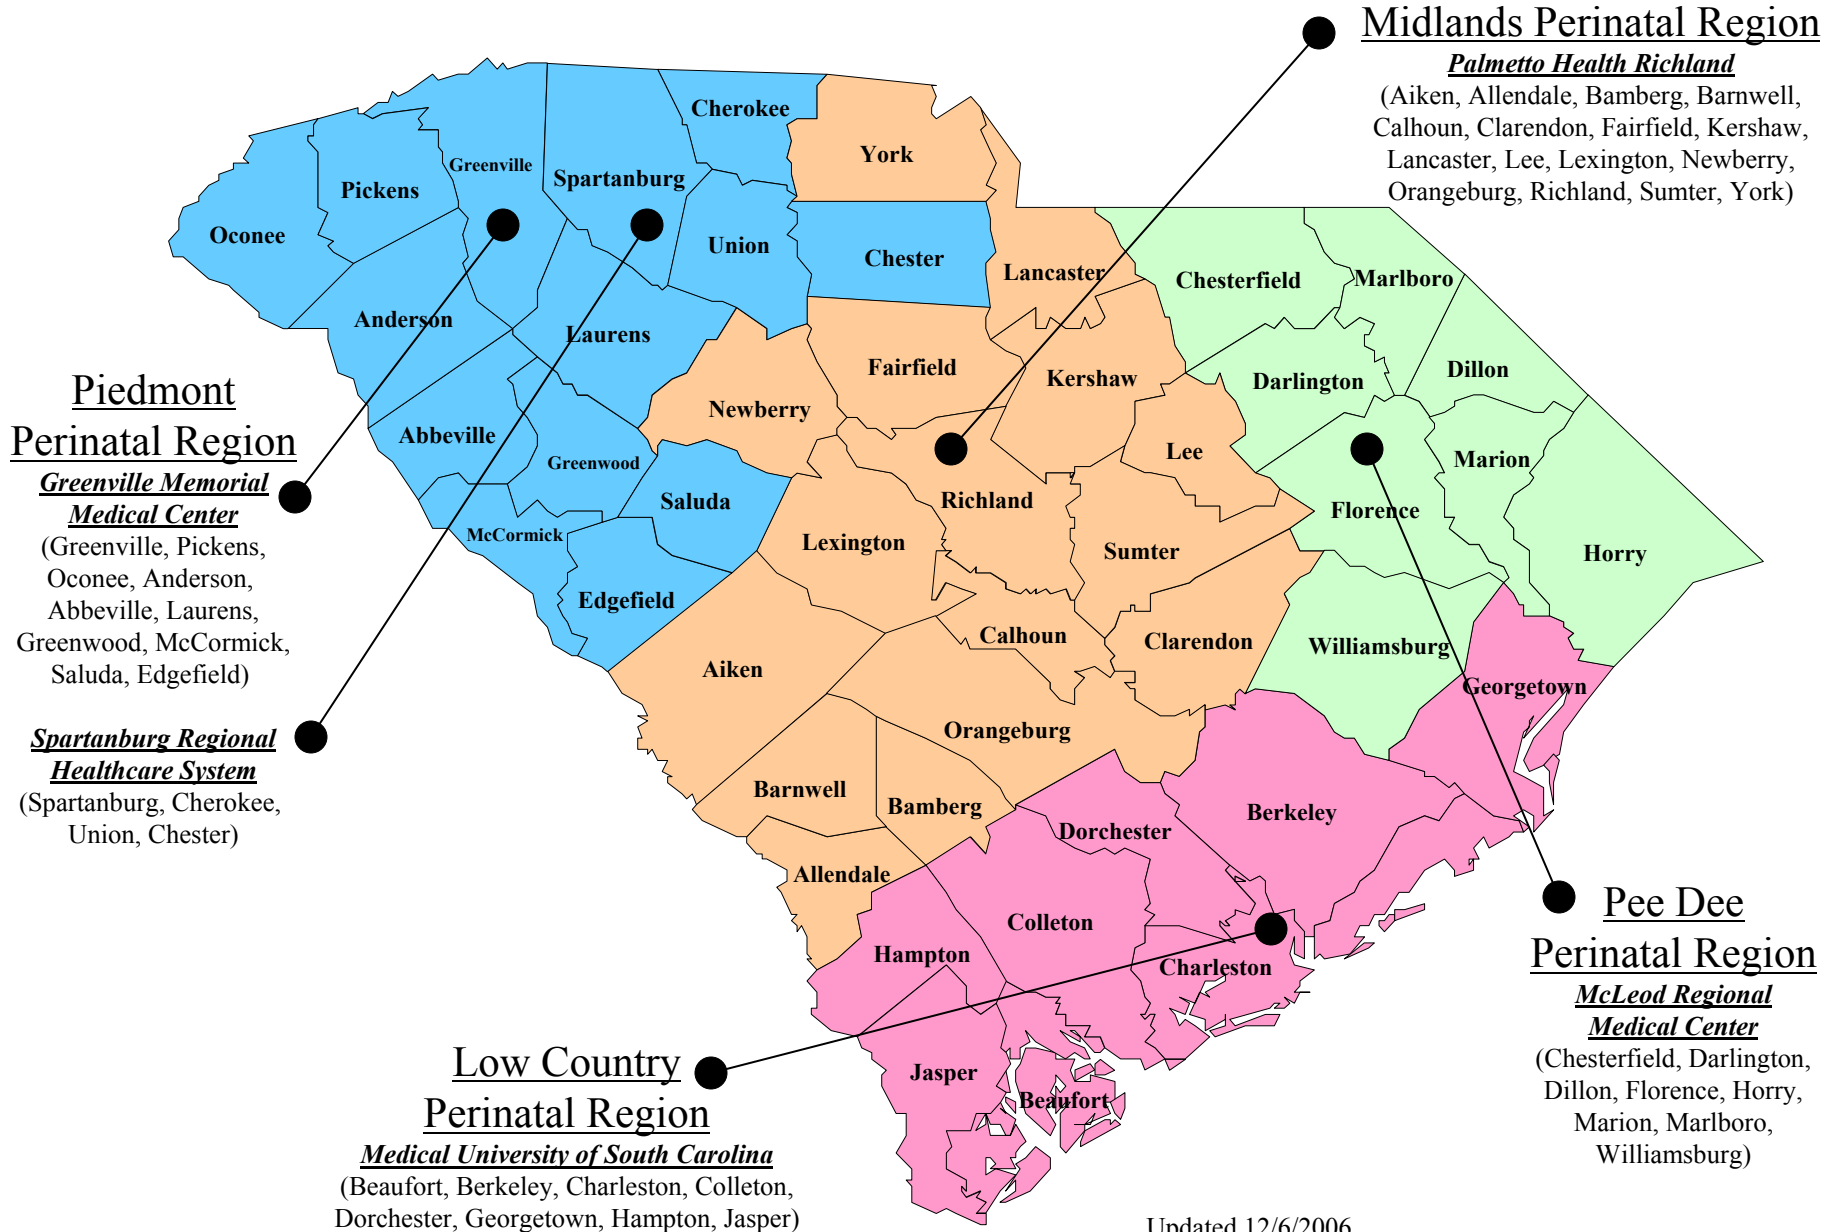 Midlands Perinatal Region
Palmetto Health Richland
(Aiken, Allendale, Bamberg, Barnwell,
Calhoun, Clarendon, Fairfield, Kershaw,
Lancaster, Lee, Lexington, Newberry,
Orangeburg, Richland, Sumter, York)
Cherokee
York
Greenville
Spartanburg
Pickens
Oconee
Union
Chester
Lancaster
Chesterfield
Marlboro
Anderson
Laurens
Fairfield
Kershaw
Darlington
Dillon
Newberry
Abbeville
Greenwood
Lee
Marion
Saluda
Richland
Florence
McCormick
Lexington
Sumter
Horry
Edgefield
Calhoun
Clarendon
Williamsburg
Aiken
Georgetown
Orangeburg
Barnwell
Bamberg
Berkeley
Dorchester
Allendale
Colleton
Hampton
Charleston
Jasper
Beaufort
Piedmont
Perinatal Region
Greenville Memorial
Medical Center
(Greenville, Pickens,
Oconee, Anderson,
Abbeville, Laurens,
Greenwood, McCormick,
Saluda, Edgefield)
Spartanburg Regional
Healthcare System
(Spartanburg, Cherokee,
Union, Chester)
Pee Dee
Perinatal Region
McLeod Regional
Medical Center
(Chesterfield, Darlington,
Dillon, Florence, Horry,
Marion, Marlboro,
Williamsburg)
Low Country
Perinatal Region
Medical University of South Carolina
(Beaufort, Berkeley, Charleston, Colleton,
Dorchester, Georgetown, Hampton, Jasper)
Updated 12/6/2006